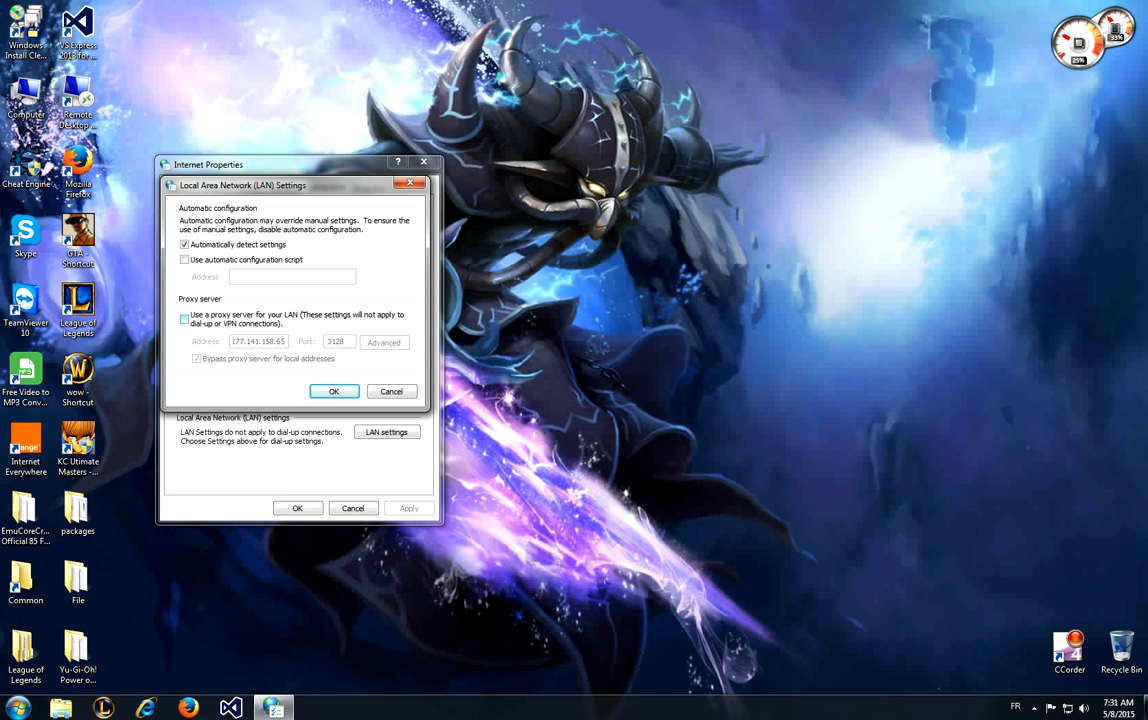 Windows
Install Cle...
VS Express
2013 for ...
Computer
Remote
Desktop ...
Cheat Engine
Mozilla
Firefox
Skype
GTA -
Shortcut
TeamViewer
10
League of
Legends
Free Video to
MP3 Conv...
wow -
Shortcut
Internet
Everywhere
KC Utimate
Masters -...
EmuCoreCr...
Official 85 F...
packages
Common
File
League of
Legends
Yu-Gi-Oh!
Power o...
Internet Properties
Local Area Network (LAN) Settings
Automatic configuration
Automatic configuration may override manual settings. To ensure the
use of manual settings, disable automatic configuration.
Automatically detect settings
Use automatic configuration script
Address
Proxy server
Use a proxy server for your LAN (These settings will not apply to
dial-up or VPN connections).
Address: 177.141.158.65 Port: 3128 Advanced
Bypass proxy server for local addresses
OK Cancel
Local Area Network (LAN) settings
LAN Settings do not apply to dial-up connections.
Choose Settings above for dial-up settings.
LAN settings
OK Cancel Apply
25%
33%
CCorder
Recycle Bin
FR
7:31 AM
5/8/2015